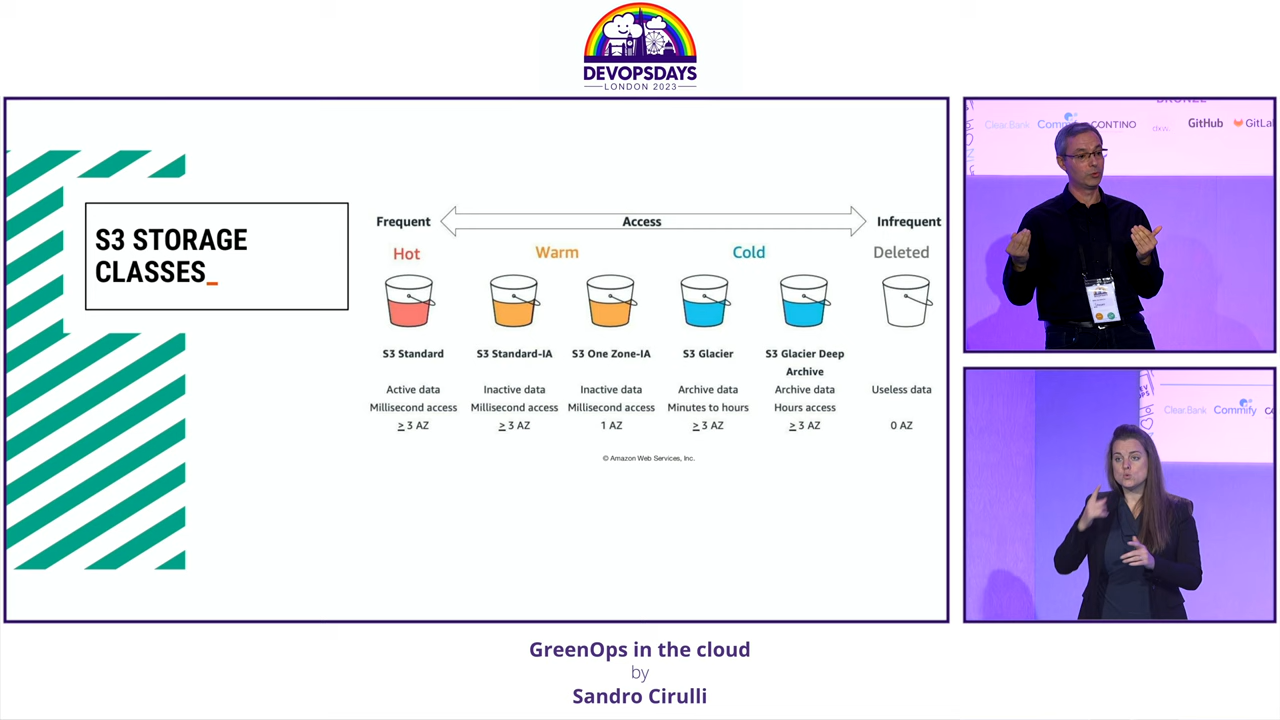 DEVOPSDAYS
LONDON 2023
S3 STORAGE
CLASSES_
Frequent
Access
Infrequent
Hot
Warm
Cold
Deleted
S3 Standard
S3 Standard-IA
S3 One Zone-IA
S3 Glacier
S3 Glacier Deep
Archive
Active data
Millisecond access
≥ 3 AZ
Inactive data
Millisecond access
≥ 3 AZ
Inactive data
Millisecond access
1 AZ
Archive data
Minutes to hours
≥ 3 AZ
Archive data
Hours access
≥ 3 AZ
Useless data
0 AZ
© Amazon Web Services, Inc.
BRONZE
ClearBank
CONTINO
GitHub
GitLab
ClearBank
Commify
GreenOps in the cloud
by
Sandro Cirulli